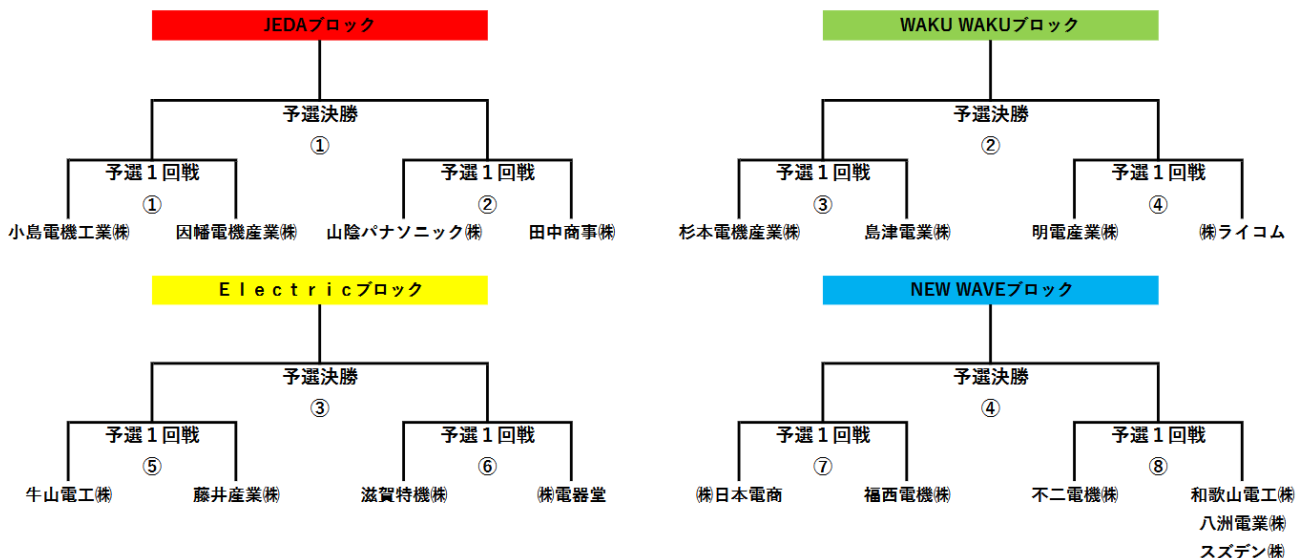 JEDAブロック
予選決勝
①
予選１回戦
①
予選１回戦
②
小島電機工業㈱
因幡電機産業㈱
山陰パナソニック㈱
田中商事㈱
WAKU WAKUブロック
予選決勝
②
予選１回戦
③
予選１回戦
④
杉本電機産業㈱
島津電業㈱
明電産業㈱
㈱ライコム
Ｅｌｅｃｔｒｉｃブロック
予選決勝
③
予選１回戦
⑤
予選１回戦
⑥
牛山電工㈱
藤井産業㈱
滋賀特機㈱
㈱電器堂
NEW WAVEブロック
予選決勝
④
予選１回戦
⑦
予選１回戦
⑧
㈱日本電商
福西電機㈱
不二電機㈱
和歌山電工㈱
八洲電業㈱
スズデン㈱